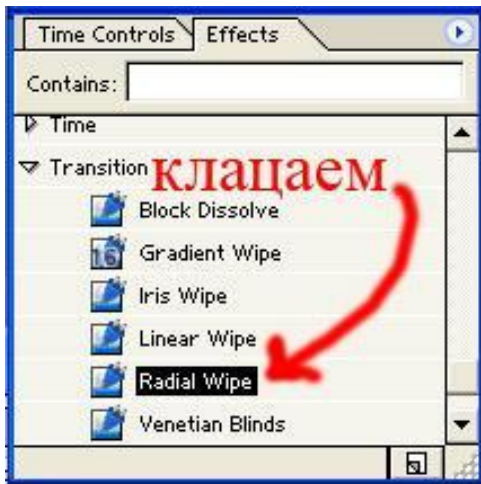 Time Controls Effects
Contains:
Time
Transition клацаем
Block Dissolve
16 Gradient Wipe
Iris Wipe
Linear Wipe
Radial Wipe
Venetian Blinds